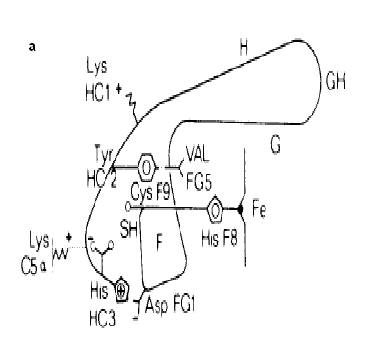 a
H
Lys
HC1 +
GH
G
Tyr
HC2
VAL
FG5
Cys F9
SH
F
His F8
Fe
Lys +
C5a
-
His
HC3
+
Asp FG1
-